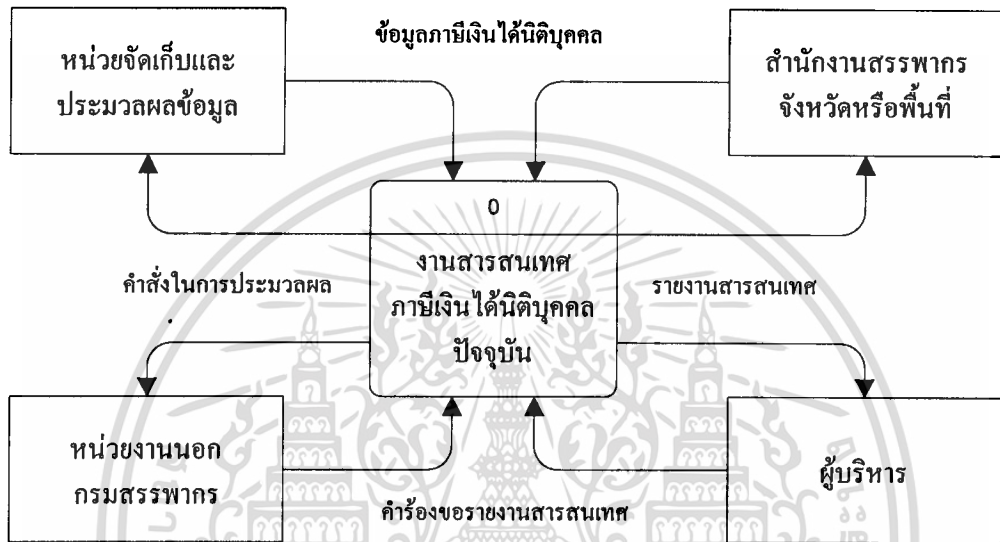 ข้อมูลภาษีเงินได้นิติบุคคล
หน่วยจัดเก็บและ
ประมวลผลข้อมูล
สำนักงานสรรพากร
จังหวัดหรือพื้นที่
0
งานสารสนเทศ
ภาษีเงินได้นิติบุคคล
ปัจจุบัน
คำสั่งในการประมวลผล
รายงานสารสนเทศ
หน่วยงานนอก
กรมสรรพากร
ผู้บริหาร
คำร้องขอรายงานสารสนเทศ